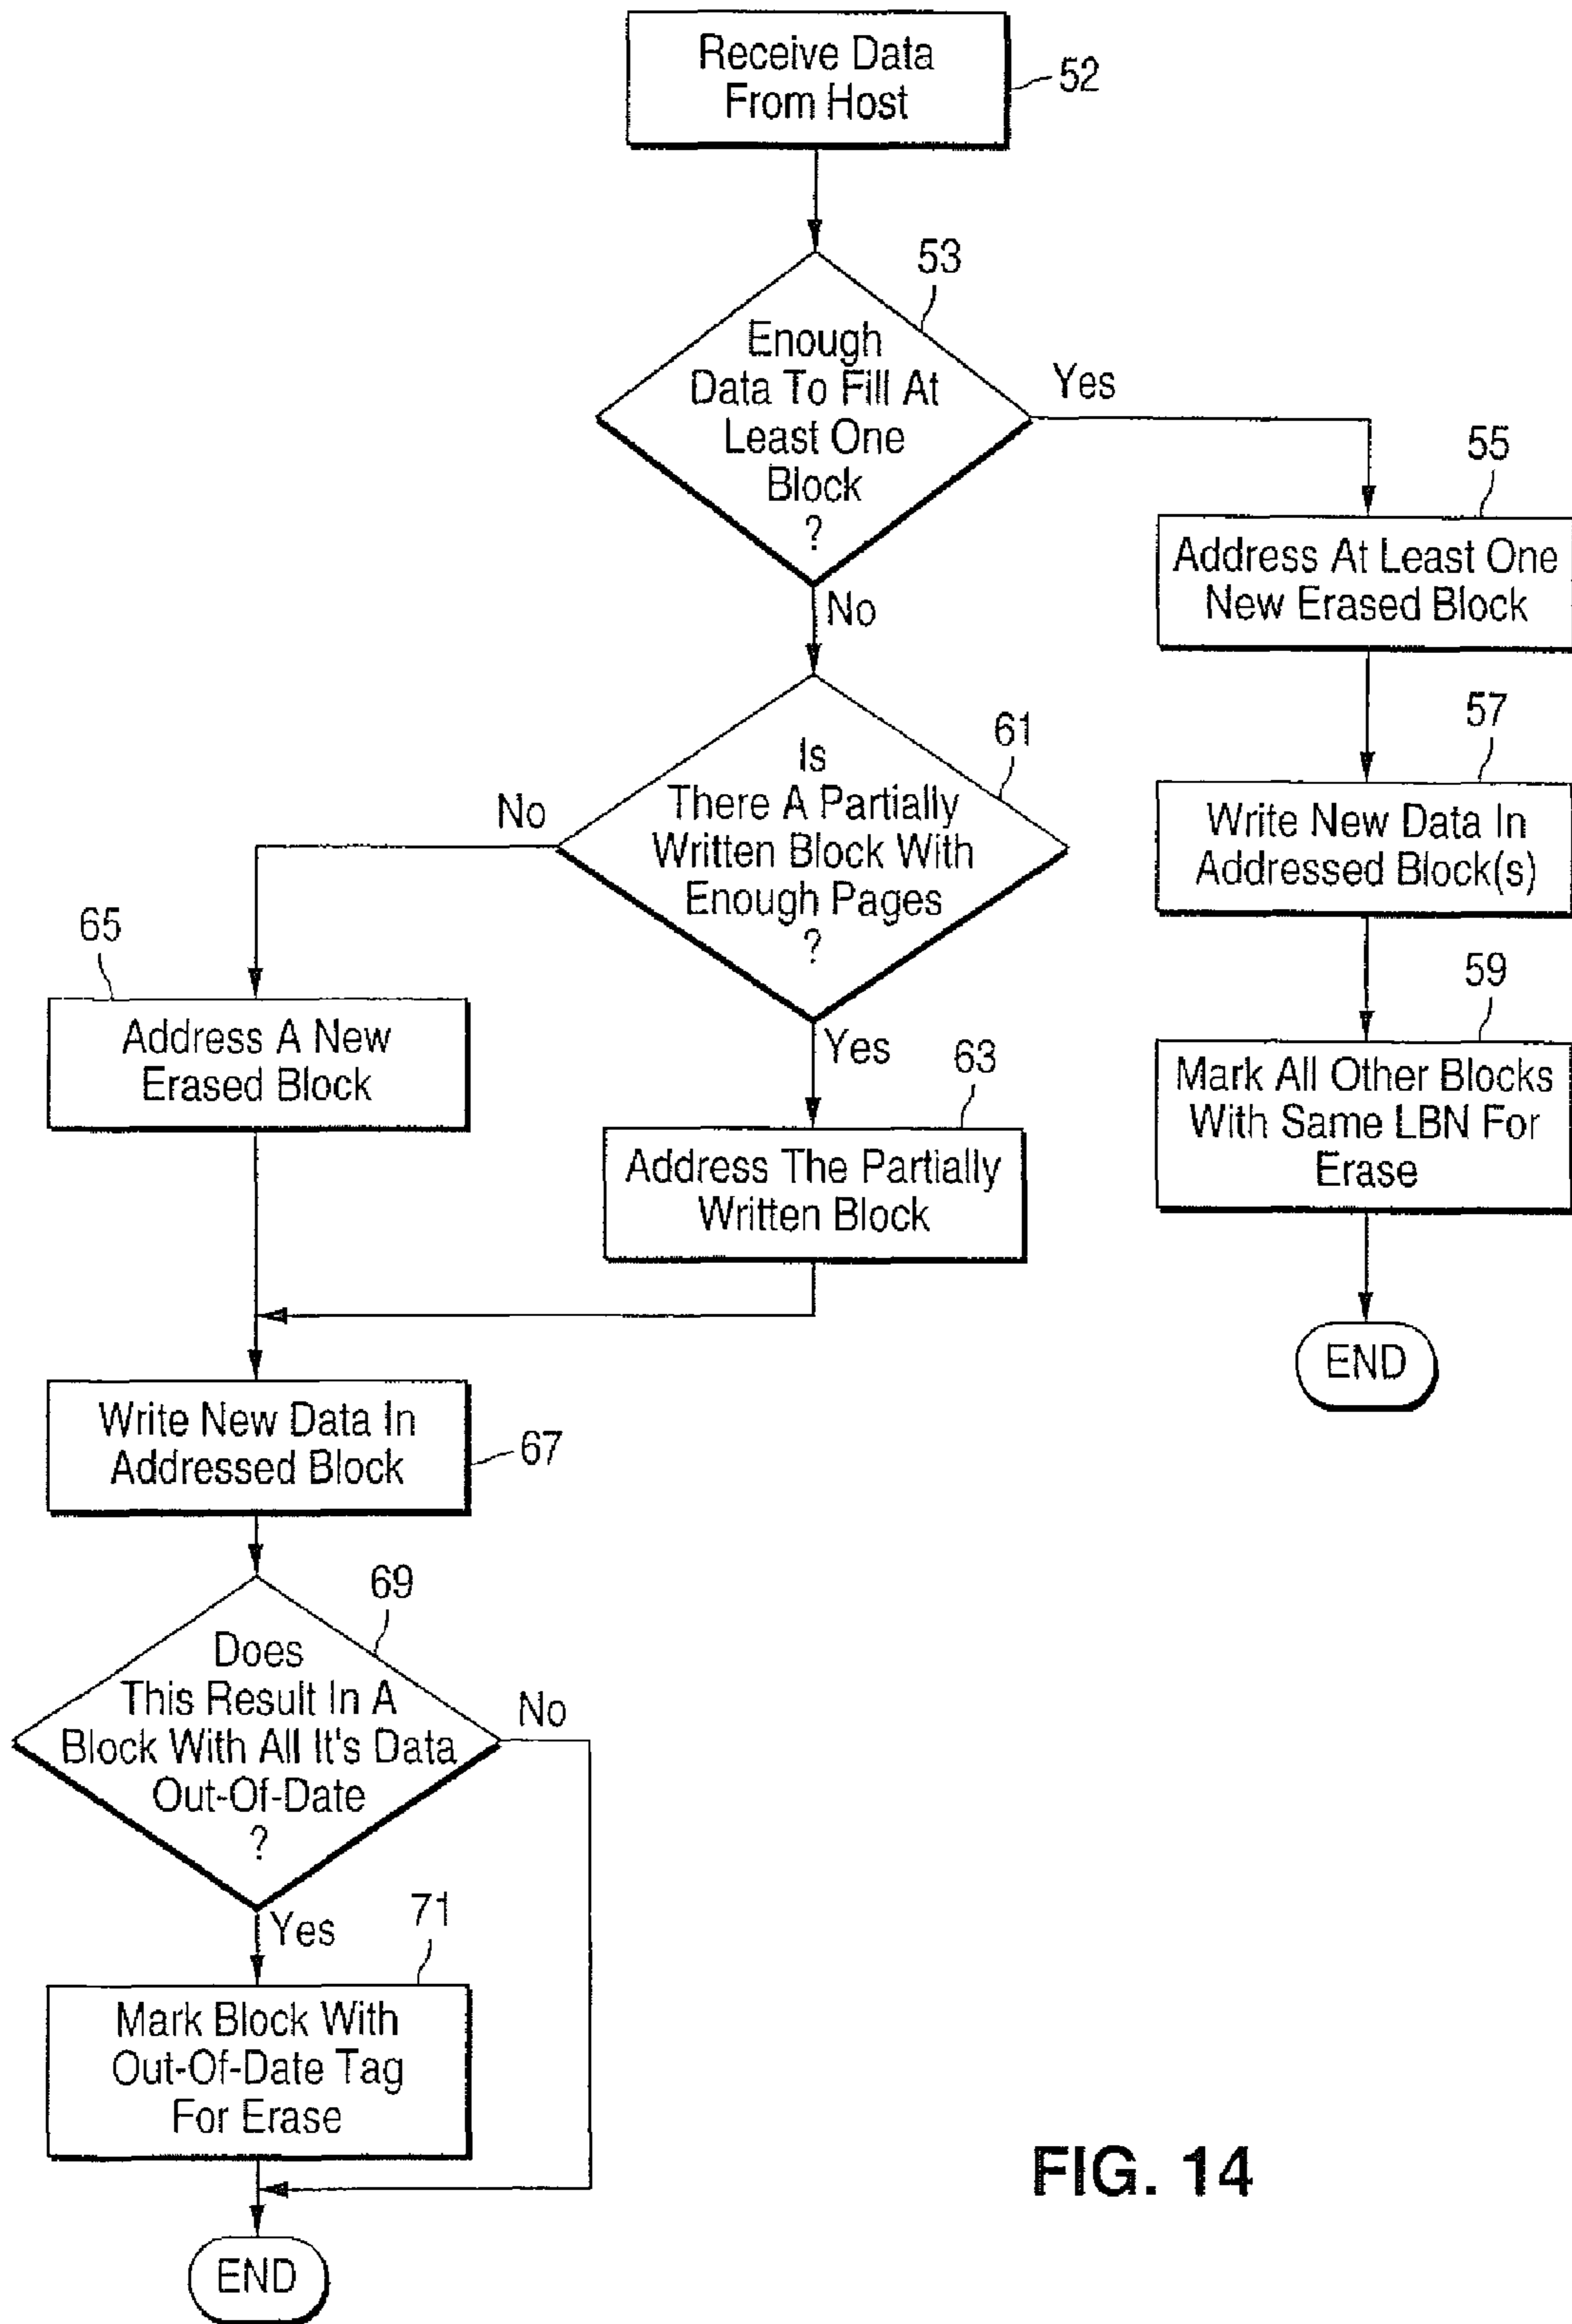 Receive Data
From Host
52
53
Enough
Data To Fill At
Least One
Block
?
Yes
No
55
Address At Least One
New Erased Block
57
Write New Data In
Addressed Block(s)
59
Mark All Other Blocks
With Same LBN For
Erase
END
61
Is
There A Partially
Written Block With
Enough Pages
?
No
Yes
65
Address A New
Erased Block
63
Address The Partially
Written Block
Write New Data In
Addressed Block
67
69
Does
This Result In A
Block With All It's Data
Out-Of-Date
?
No
Yes
71
Mark Block With
Out-Of-Date Tag
For Erase
END
FIG. 14